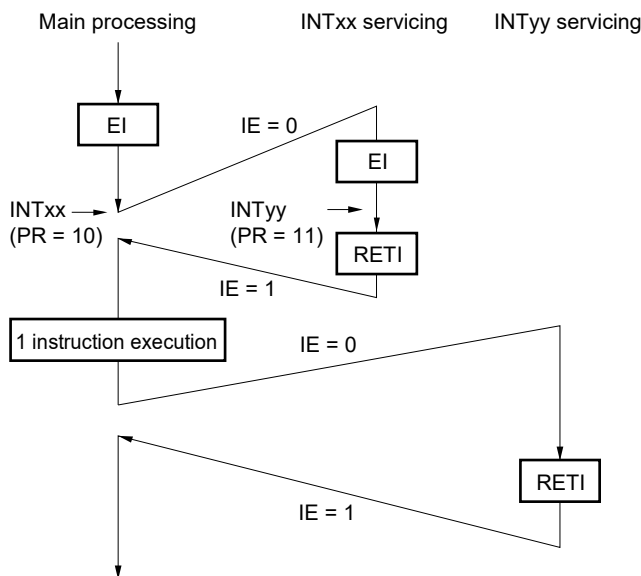 Main processing
INTxx servicing
INTyy servicing
EI
IE = 0
EI
INTxx
(PR = 10)
INTyy
(PR = 11)
RETI
IE = 1
1 instruction execution
IE = 0
RETI
IE = 1